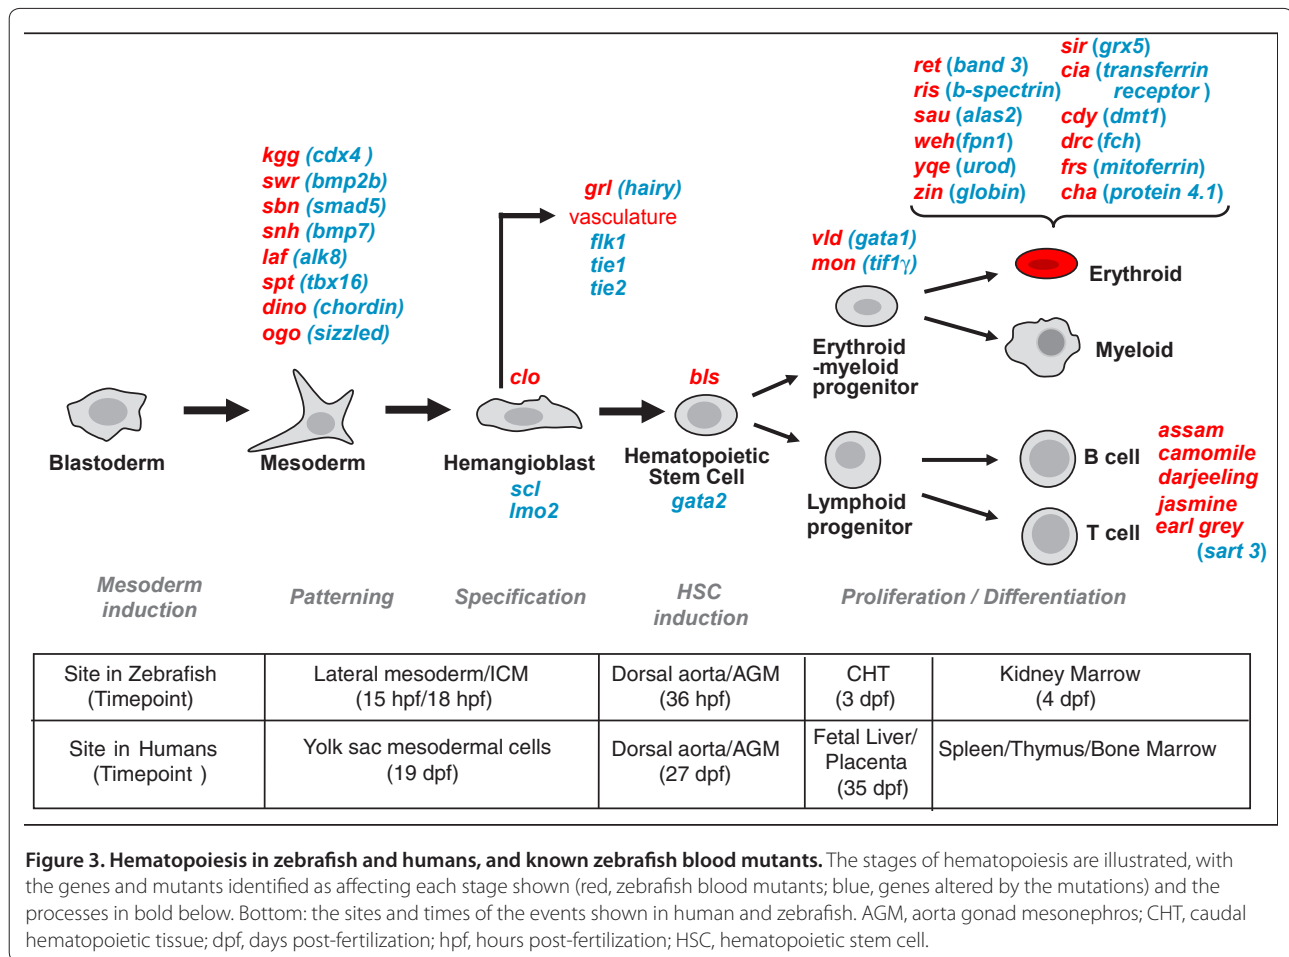 kgg (cdx4 )
swr (bmp2b)
sbn (smad5)
snh (bmp7)
laf (alk8)
spt (tbx16)
dino (chordin)
ogo (sizzled)
grl (hairy)
vasculature
flk1
tie1
tie2
ret (band 3)
ris (b-spectrin)
sau (alas2)
weh(fpn1)
yqe (urod)
zin (globin)
sir (grx5)
cia (transferrin
receptor )
cdy (dmt1)
drc (fch)
frs (mitoferrin)
cha (protein 4.1)
vld (gata1)
mon (tif1γ)
Erythroid
Myeloid
Erythroid
-myeloid
progenitor
clo
bls
Blastoderm
Mesoderm
Hemangioblast
scl
lmo2
Hematopoietic
Stem Cell
gata2
Lymphoid
progenitor
B cell
T cell
assam
camomile
darjeeling
jasmine
earl grey
(sart 3)
Mesoderm
induction
Patterning
Specification
HSC
induction
Proliferation / Differentiation
Site in Zebrafish
(Timepoint)
Lateral mesoderm/ICM
(15 hpf/18 hpf)
Dorsal aorta/AGM
(36 hpf)
CHT
(3 dpf)
Kidney Marrow
(4 dpf)
Site in Humans
(Timepoint )
Yolk sac mesodermal cells
(19 dpf)
Dorsal aorta/AGM
(27 dpf)
Fetal Liver/
Placenta
(35 dpf)
Spleen/Thymus/Bone Marrow
Figure 3. Hematopoiesis in zebrafish and humans, and known zebrafish blood mutants. The stages of hematopoiesis are illustrated, with
the genes and mutants identified as affecting each stage shown (red, zebrafish blood mutants; blue, genes altered by the mutations) and the
processes in bold below. Bottom: the sites and times of the events shown in human and zebrafish. AGM, aorta gonad mesonephros; CHT, caudal
hematopoietic tissue; dpf, days post-fertilization; hpf, hours post-fertilization; HSC, hematopoietic stem cell.